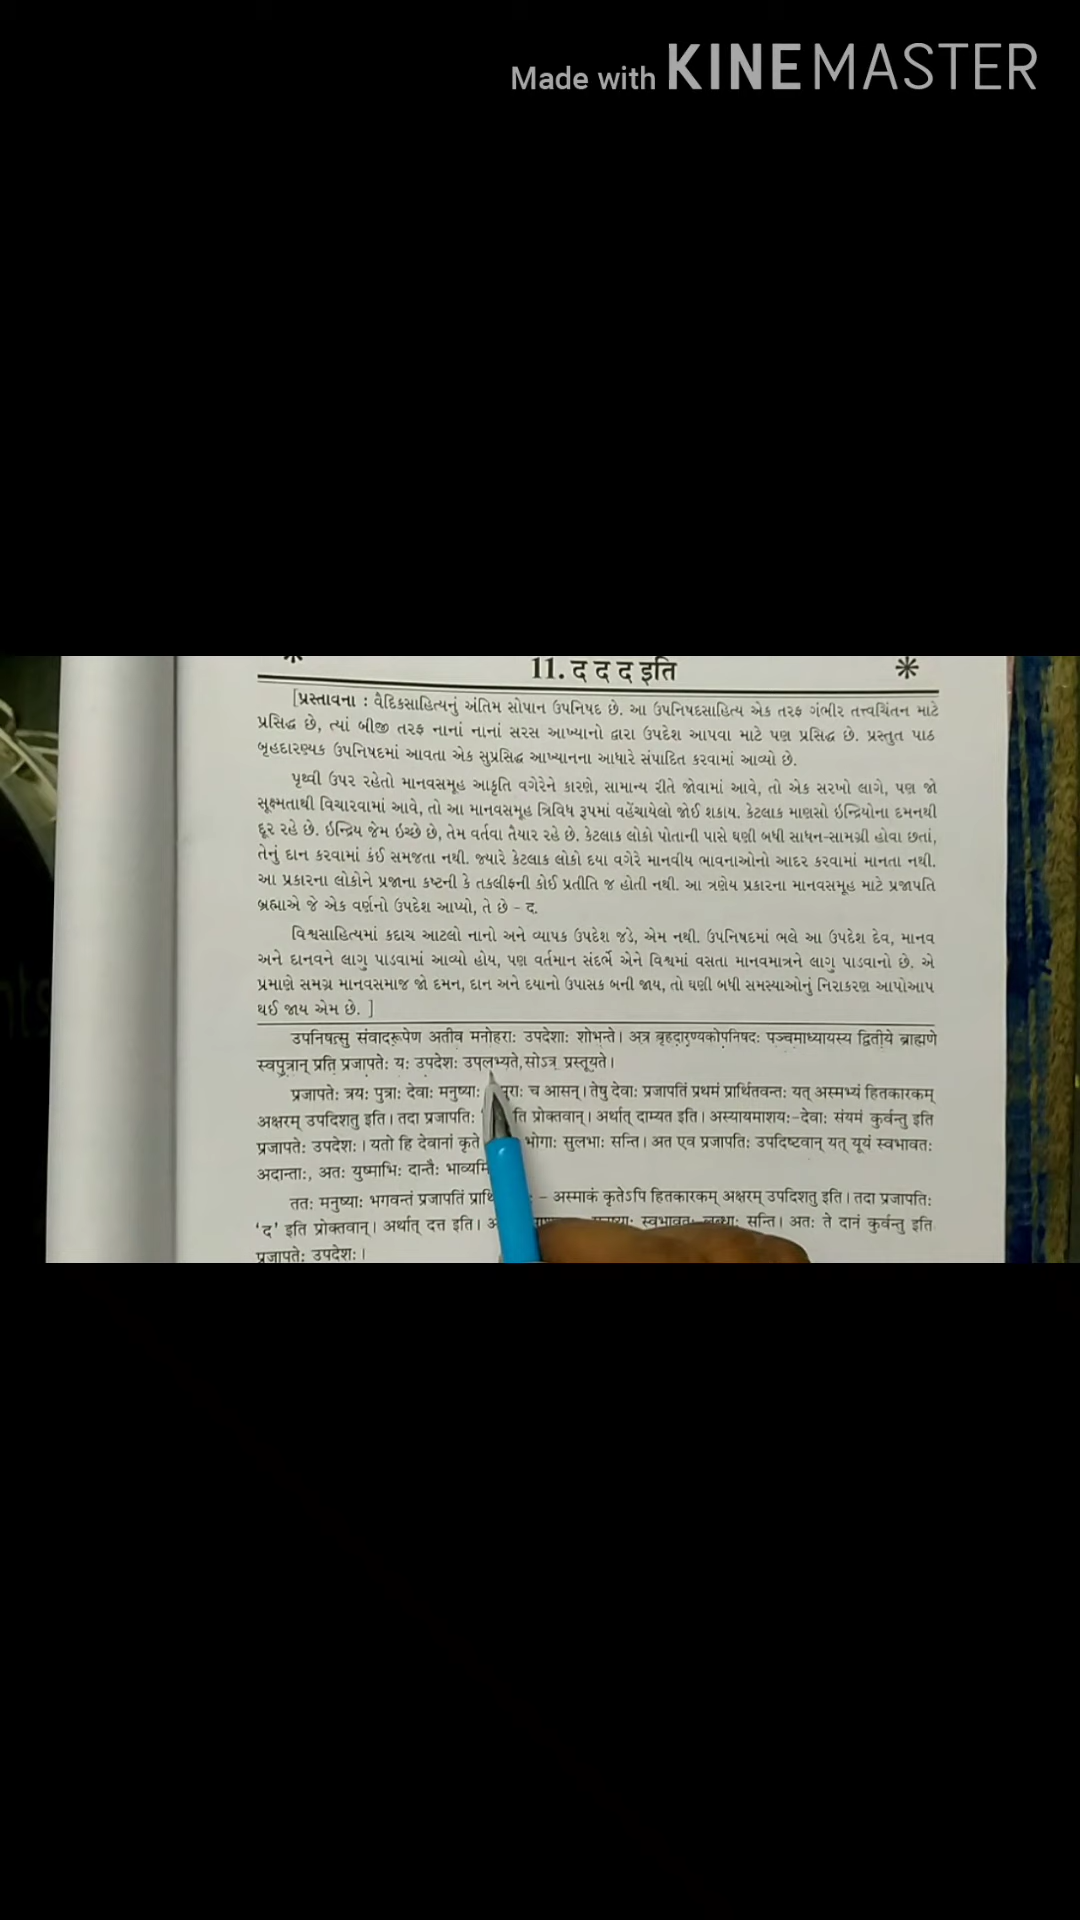 Made with KINEMASTER
11. द द द इति
[પ્રસ્તાવના : વૈદિકસાહિત્યનું અંતિમ સોપાન ઉપનિષદ છે. આ ઉપનિષદસાહિત્ય એક તરફ ગંભીર તત્ત્વચિંતન માટે
પ્રસિદ્ધ છે, ત્યાં બીજી તરફ નાનાં નાનાં સરસ આખ્યાનો દ્વારા ઉપદેશ આપવા માટે પણ પ્રસિદ્ધ છે. પ્રસ્તુત પાઠ
બૃહદારણ્યક ઉપનિષદમાં આવતા એક સુપ્રસિદ્ધ આખ્યાનના આધારે સંપાદિત કરવામાં આવ્યો છે.
પૃથ્વી ઉપર રહેતો માનવસમૂહ આકૃતિ વગેરેને કારણે, સામાન્ય રીતે જોવામાં આવે, તો એક સરખો લાગે, પણ જો
સૂક્ષ્મતાથી વિચારવામાં આવે, તો આ માનવસમૂહ ત્રિવિધ રૂપમાં વહેંચાયેલો જોઈ શકાય. કેટલાક માણસો ઇન્દ્રિયોના દમનથી
દૂર રહે છે. ઇન્દ્રિય જેમ ઇચ્છે છે, તેમ વર્તવા તૈયાર રહે છે. કેટલાક લોકો પોતાની પાસે ઘણી બધી સાધન-સામગ્રી હોવા છતાં,
તેનું દાન કરવામાં કંઈ સમજતા નથી. જ્યારે કેટલાક લોકો દયા વગેરે માનવીય ભાવનાઓનો આદર કરવામાં માનતા નથી.
આ પ્રકારના લોકોને પ્રજાના કષ્ટની કે તકલીફની કોઈ પ્રતીતિ જ હોતી નથી. આ ત્રણેય પ્રકારના માનવસમૂહ માટે પ્રજાપતિ
બ્રહ્માએ જે એક વર્ણનો ઉપદેશ આપ્યો, તે છે - દ.
વિશ્વસાહિત્યમાં કદાચ આટલો નાનો અને વ્યાપક ઉપદેશ જડે, એમ નથી. ઉપનિષદમાં ભલે આ ઉપદેશ દેવ, માનવ
અને દાનવને લાગુ પાડવામાં આવ્યો હોય, પણ વર્તમાન સંદર્ભે એને વિશ્વમાં વસતા માનવમાત્રને લાગુ પાડવાનો છે. એ
પ્રમાણે સમગ્ર માનવસમાજ જો દમન, દાન અને દયાનો ઉપાસક બની જાય, તો ઘણી બધી સમસ્યાઓનું નિરાકરણ આપોઆપ
થઈ જાય એમ છે. ]
उपनिषत्सु संवादरूपेण अतीव मनोहराः उपदेशाः शोभन्ते। अत्र बृहदारण्यकोपनिषदः पञ्चमाध्यायस्य द्वितीये ब्राह्मणे
स्वपुत्रान् प्रति प्रजापतेः यः उपदेशः उपलभ्यते, सोऽत्र प्रस्तूयते।
प्रजापतेः त्रयः पुत्राः देवाः मनुष्याः च आसन्। तेषु देवाः प्रजापतिं प्रथमं प्रार्थितवन्तः यत् अस्मभ्यं हितकारकम्
अक्षरम् उपदिशतु इति। तदा प्रजापतिः प्रोक्तवान्। अर्थात् दाम्यत इति। अस्यायमाशयः-देवाः संयमं कुर्वन्तु इति
प्रजापतेः उपदेशः। यतो हि देवानां कृते भोगाः सुलभाः सन्ति। अत एव प्रजापतिः उपदिष्टवान् यत् यूयं स्वभावतः
अदान्ताः, अतः युष्माभिः दान्तैः
ततः मनुष्याः भगवन्तं प्रजापतिं - अस्माकं कृतेऽपि हितकारकम् अक्षरम् उपदिशतु इति। तदा प्रजापतिः
'द' इति प्रोक्तवान्। अर्थात् दत्त इति। स्वभावतः लुब्धाः सन्ति। अतः ते दानं कुर्वन्तु इति
प्रजापतेः उपदेशः।